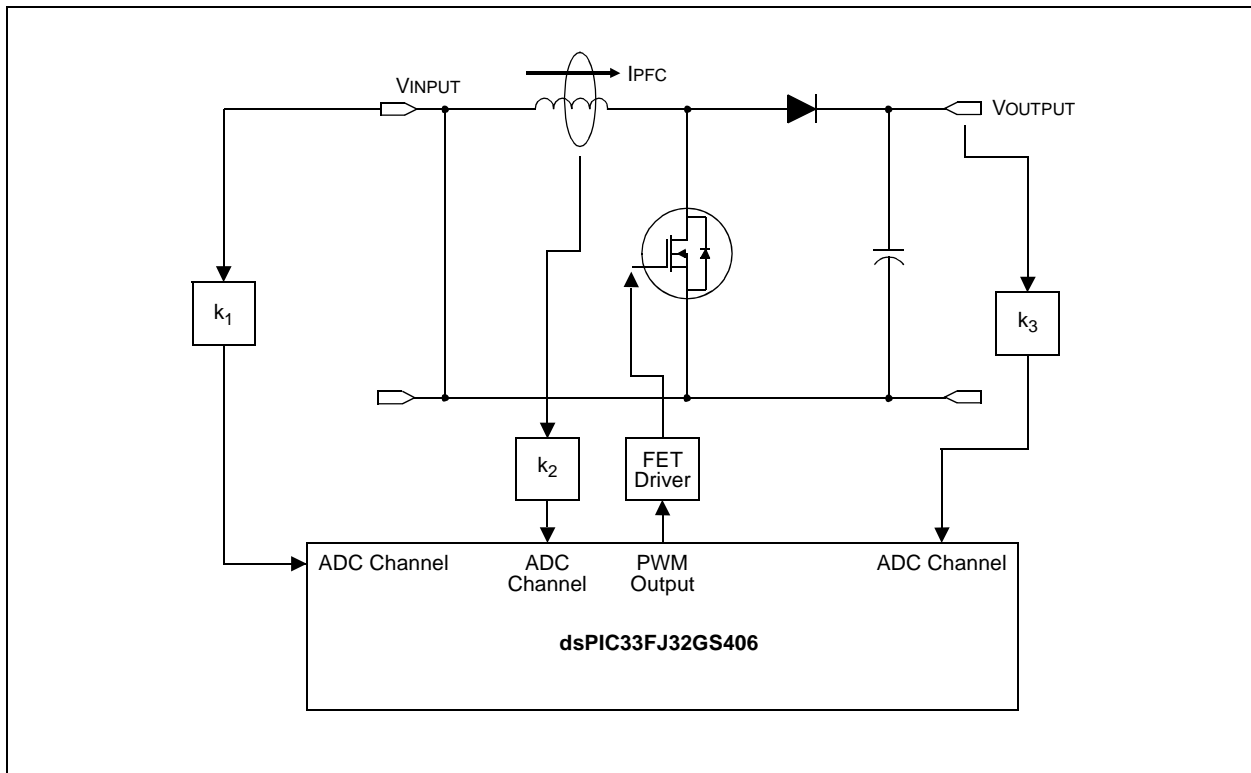 IPFC
VINPUT
VOUTPUT
k1
k3
k2
FET
Driver
ADC Channel
ADC
Channel
PWM
Output
ADC Channel
dsPIC33FJ32GS406